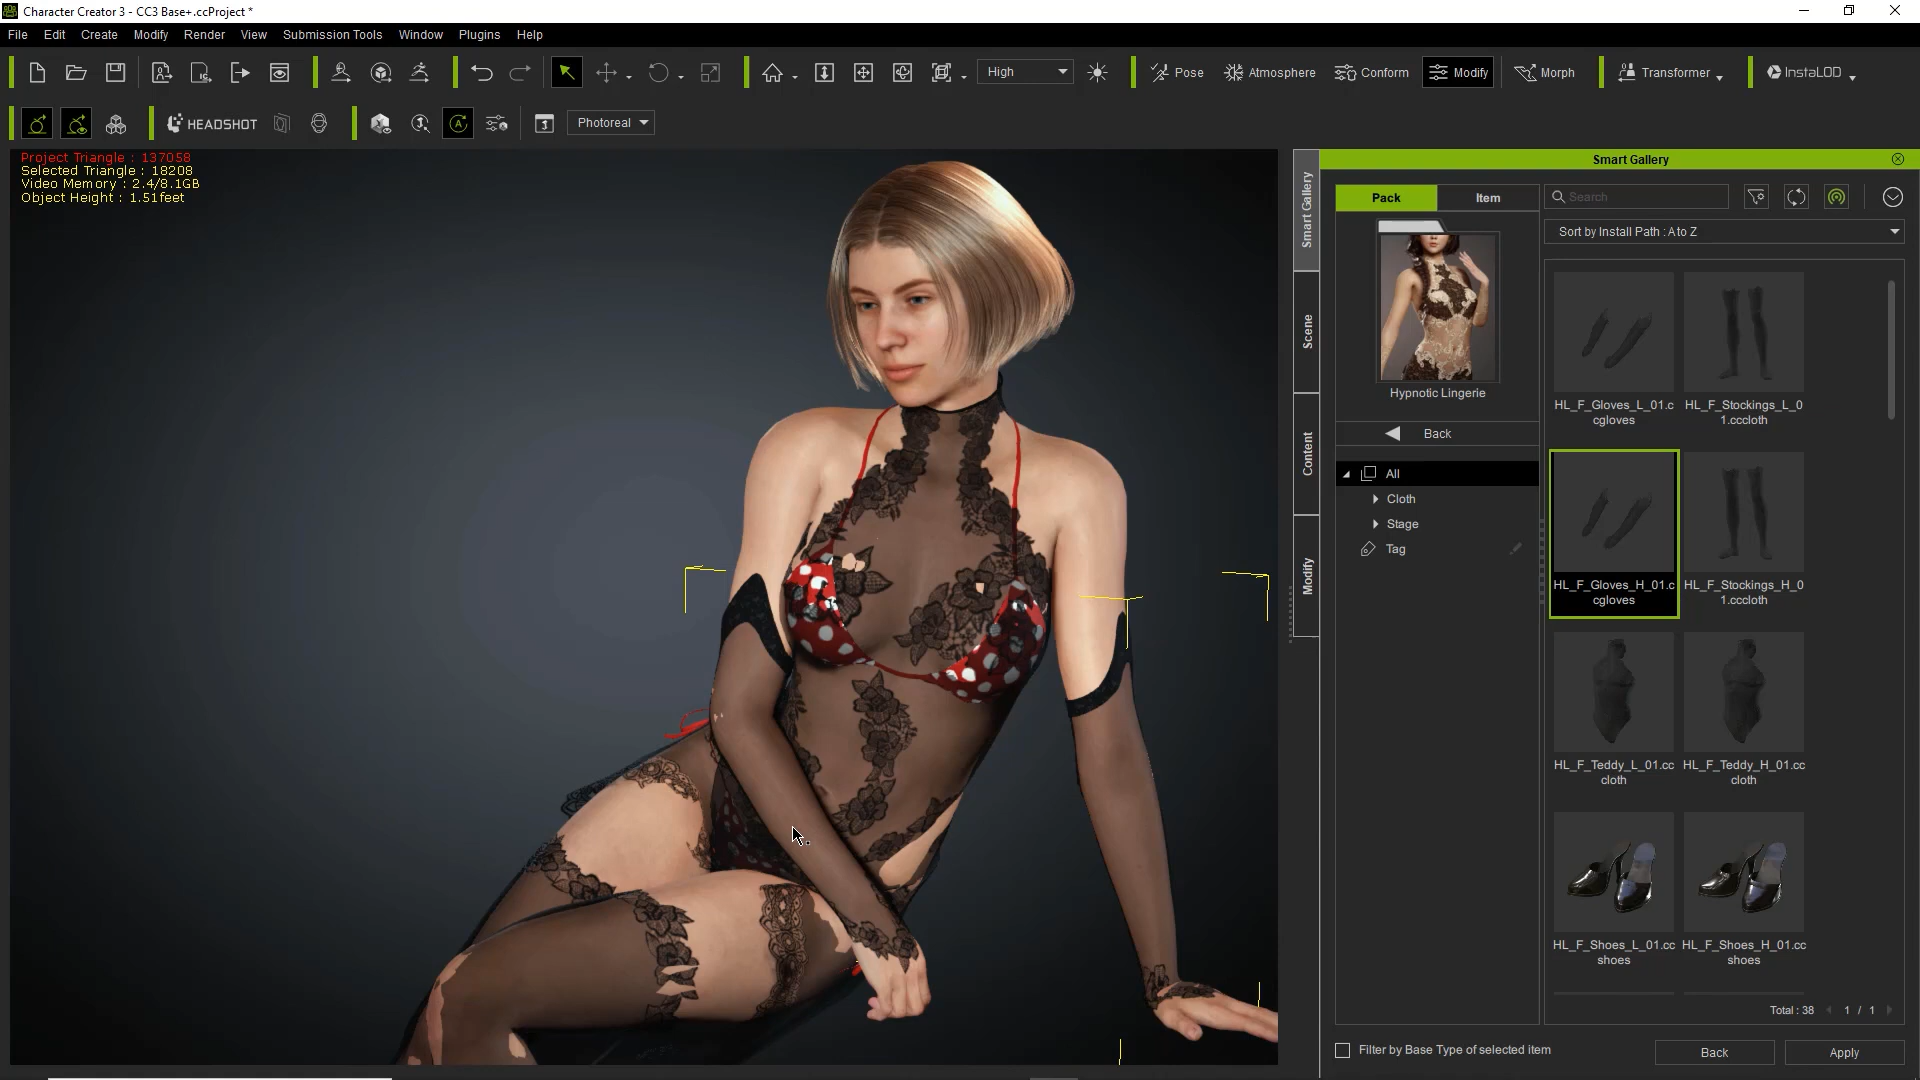 Character Creator 3 - CC3 Base+.ccProject *
File Edit Create Modify Render View Submission Tools Window Plugins Help
High Pose Atmosphere Conform Modify Morph Transformer InstaLOD
HEADSHOT Photoreal
Project Triangle : 137058
Selected Triangle : 18208
Video Memory : 2.4/8.1GB
Object Height : 1.51feet
Smart Gallery
Smart Gallery
Scene
Content
Modify
Pack Item
Search
Sort by Install Path : A to Z
Hypnotic Lingerie
Back
All
Cloth
Stage
Tag
HL_F_Gloves_L_01.c
cgloves
HL_F_Stockings_L_0
1.cccloth
HL_F_Gloves_H_01.c
cgloves
HL_F_Stockings_H_0
1.cccloth
HL_F_Teddy_L_01.cc
cloth
HL_F_Teddy_H_01.cc
cloth
HL_F_Shoes_L_01.cc
shoes
HL_F_Shoes_H_01.cc
shoes
Total : 38 1 / 1
Filter by Base Type of selected item
Back Apply